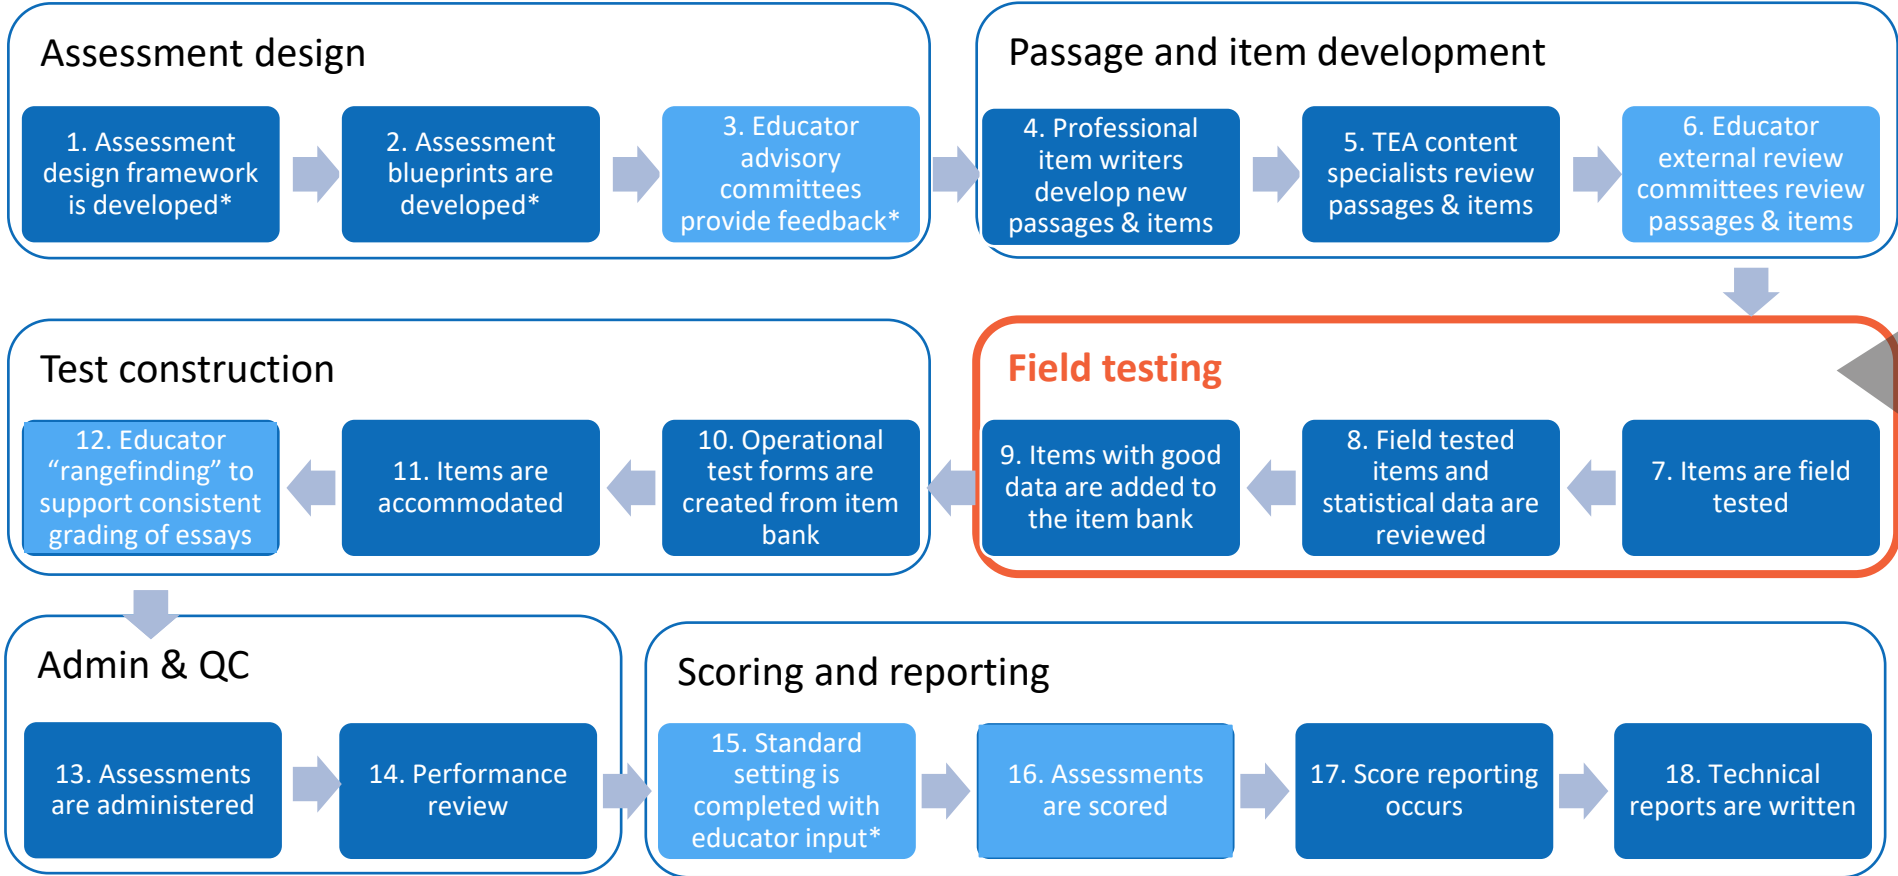 Assessment design
1. Assessment
design framework
is developed*
2. Assessment
blueprints are
developed*
3. Educator
advisory
committees
provide feedback*
Passage and item development
4. Professional
item writers
develop new
passages & items
5. TEA content
specialists review
passages & items
6. Educator
external review
committees review
passages & items
Field testing
7. Items are field
tested
8. Field tested
items and
statistical data are
reviewed
9. Items with good
data are added to
the item bank
Test construction
10. Operational
test forms are
created from item
bank
11. Items are
accommodated
12. Educator
“rangefinding” to
support consistent
grading of essays
Admin & QC
13. Assessments
are administered
14. Performance
review
Scoring and reporting
15. Standard
setting is
completed with
educator input*
16. Assessments
are scored
17. Score reporting
occurs
18. Technical
reports are written